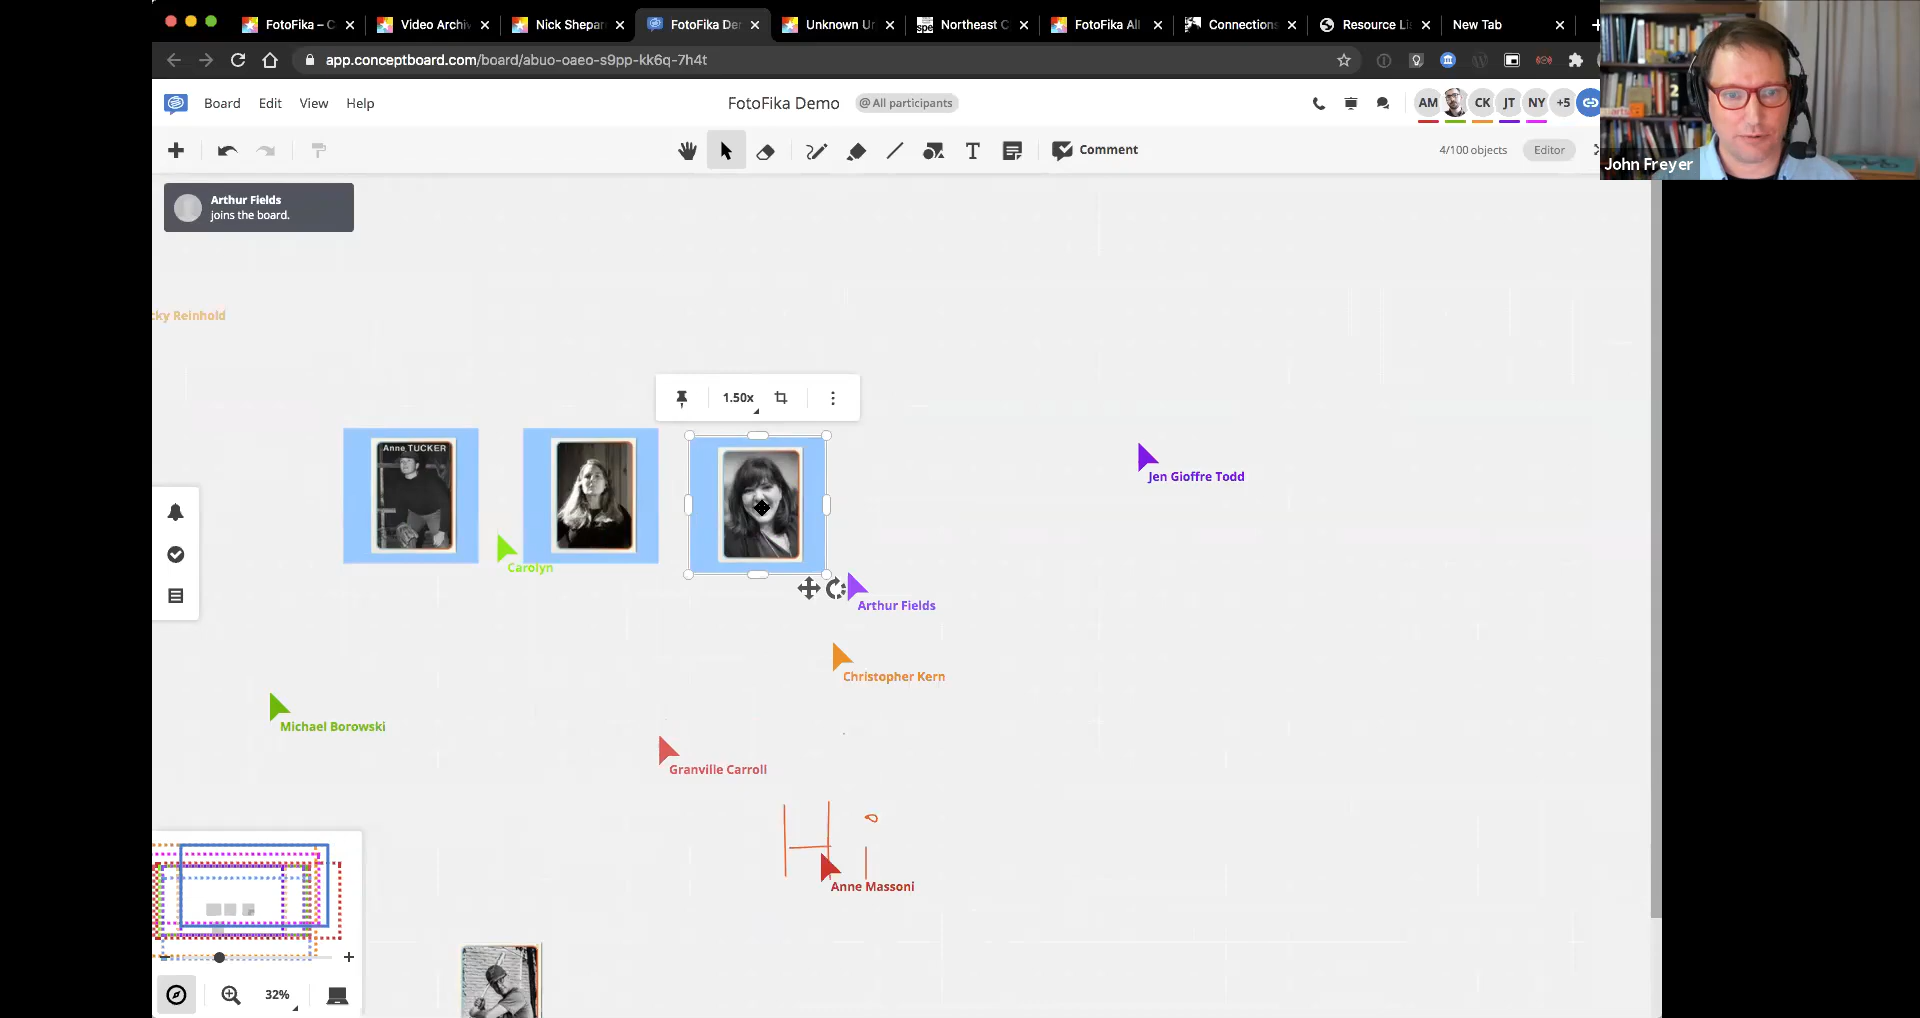 FotoFika – C
Video Archiv
Nick Shepar
FotoFika De
Unknown Ur
spe
Northeast C
FotoFika All
Connections
Resource Lis
New Tab
app.conceptboard.com/board/abuo-oaeo-s9pp-kk6q-7h4t
Board
Edit
View
Help
FotoFika Demo
@ All participants
AM
CK
JT
NY
+5
John Freyer
Comment
4/100 objects
Editor
Arthur Fields
joins the board.
cky Reinhold
1.50x
Anne TUCKER
Jen Gioffre Todd
Carolyn
Arthur Fields
Christopher Kern
Michael Borowski
Granville Carroll
Hi
Anne Massoni
32%